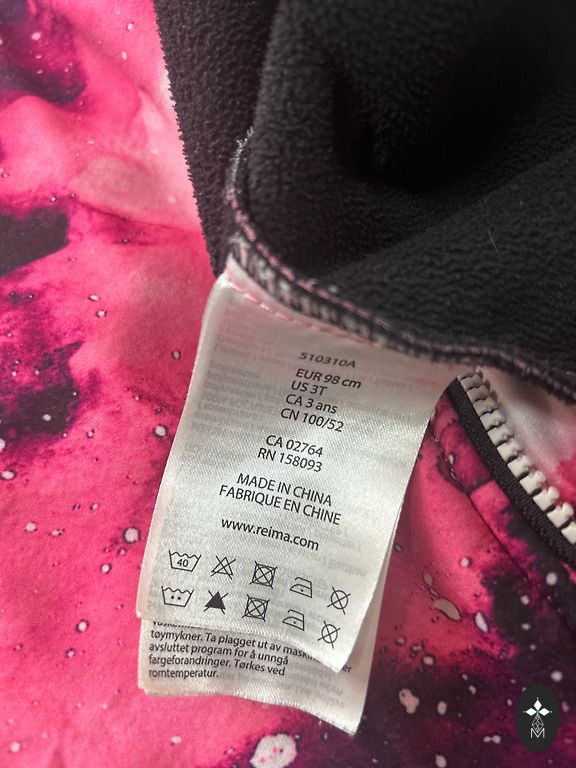 510310A
EUR 98 cm
US 3T
CA 3 ans
CN 100/52
CA 02764
RN 158093
MADE IN CHINA
FABRIQUE EN CHINE
www.reima.com
40
tøymykner. Ta plagget ut av
avsluttet program for å unngå
fargeforandringer. Tørkes ved
romtemperatur.
M